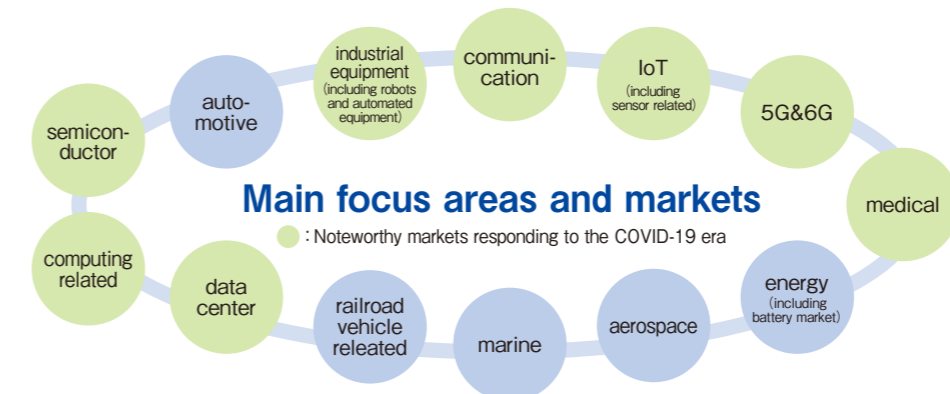 industrial
equipment
(including robots
and automated
equipment)
communi-
cation
IoT
(including
sensor related)
auto-
motive
5G&6G
semicon-
ductor
Main focus areas and markets
: Noteworthy markets responding to the COVID-19 era
medical
computing
related
data
center
railroad
vehicle
releated
marine
aerospace
energy
(including
battery market)